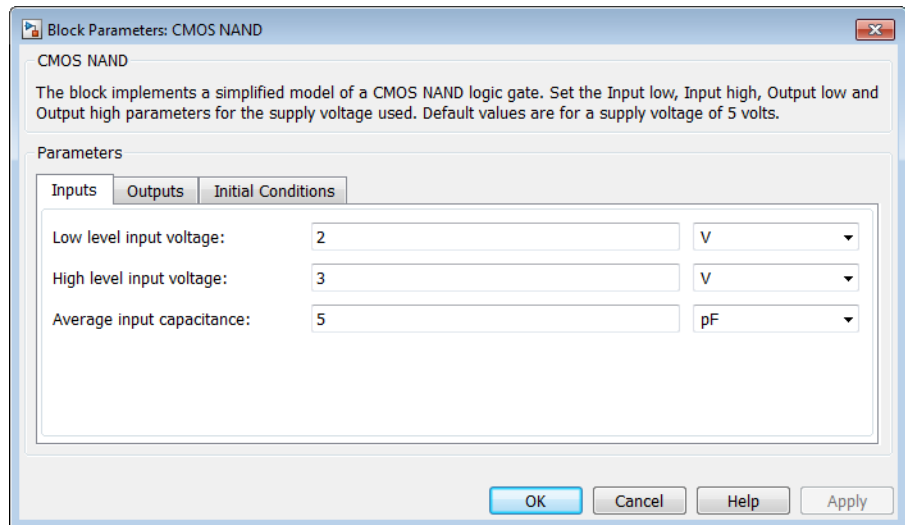 Block Parameters: CMOS NAND
CMOS NAND
The block implements a simplified model of a CMOS NAND logic gate. Set the Input low, Input high, Output low and
Output high parameters for the supply voltage used. Default values are for a supply voltage of 5 volts.
Parameters
Inputs Outputs Initial Conditions
Low level input voltage: 2 V
High level input voltage: 3 V
Average input capacitance: 5 pF
OK Cancel Help Apply